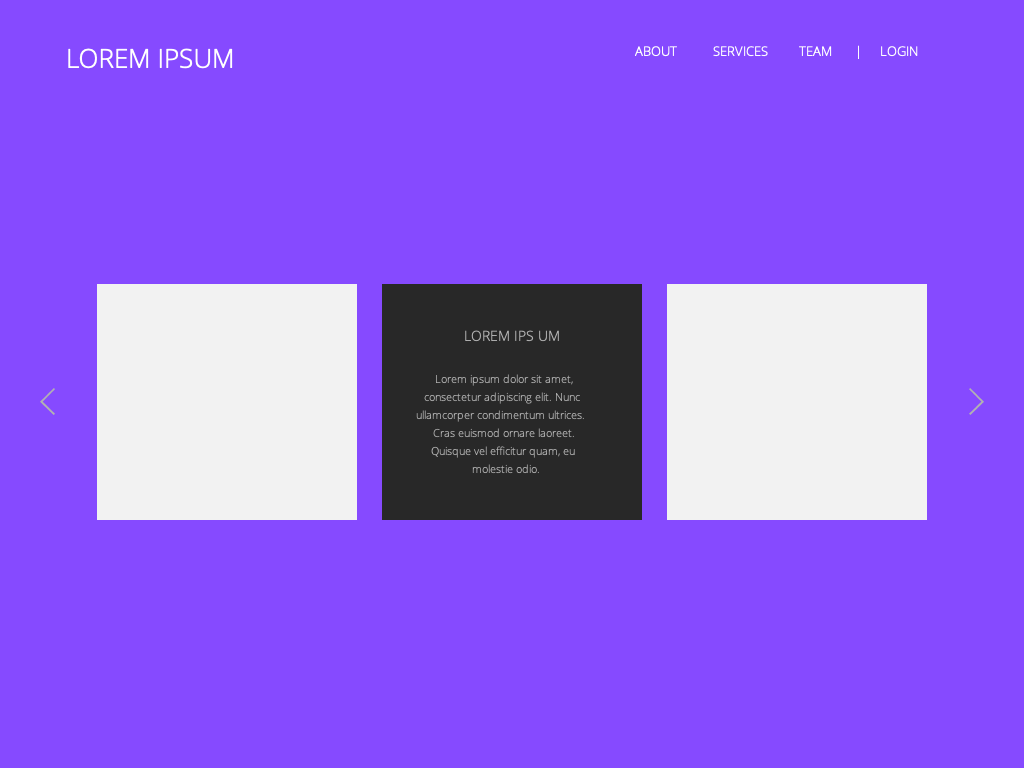 LOREM IPSUM
ABOUT SERVICES TEAM | LOGIN
LOREM IPS UM
Lorem ipsum dolor sit amet,
consectetur adipiscing elit. Nunc
ullamcorper condimentum ultrices.
Cras euismod ornare laoreet.
Quisque vel efficitur quam, eu
molestie odio.